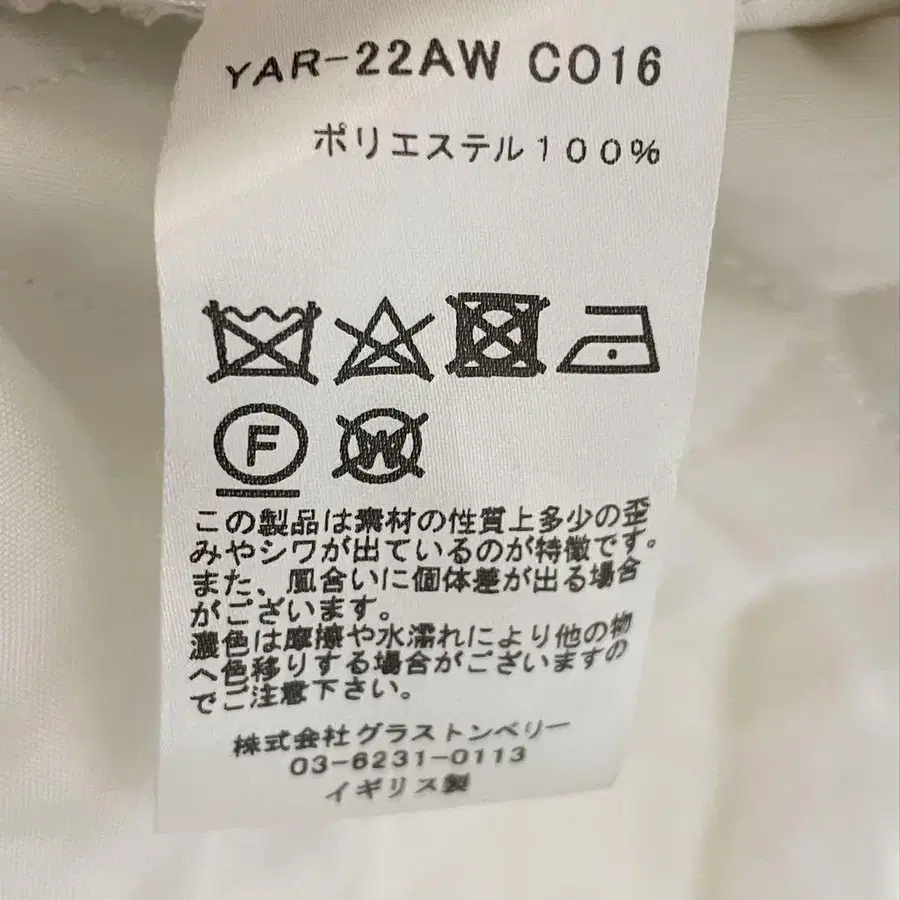 YAR-22AW CO16
ポリエステル100%
F
W
この製品は素材の性質上多少の歪
みやシワが出ているのが特徴です。
また、風合いに個体差が出る場合
がございます。
濃色は摩擦や水濡れにより他の物
へ色移りする場合がございますの
でご注意下さい。
株式会社グラストンベリー
03-6231-0113
イギリス製